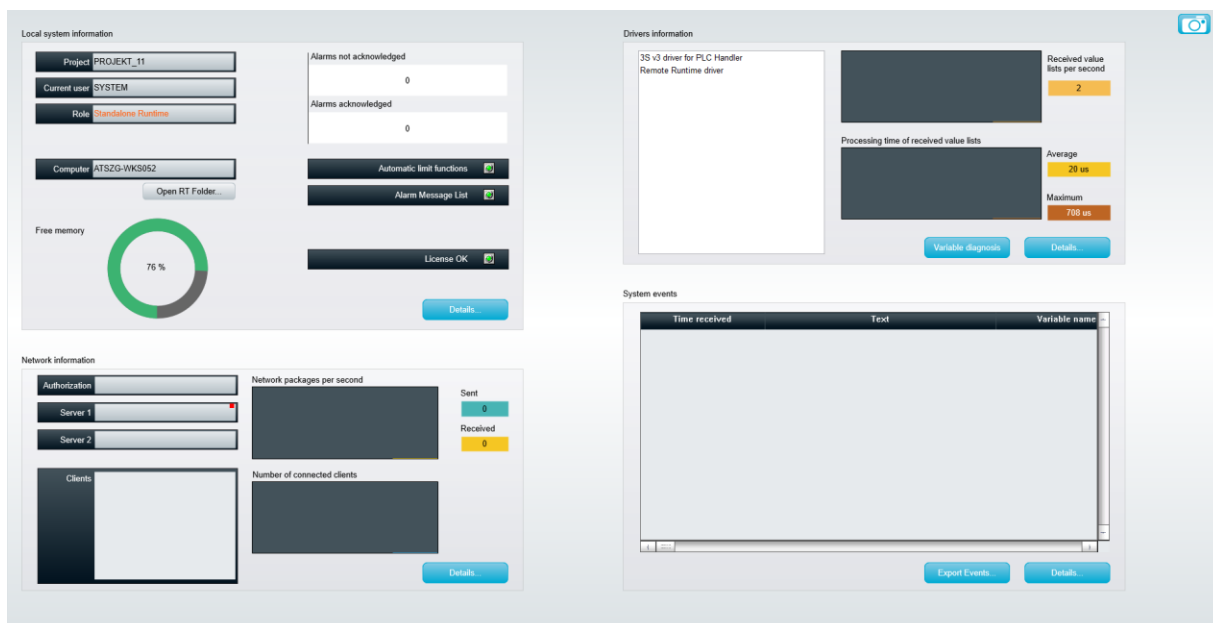 Local system information
Project PROJEKT_11
Current user SYSTEM
Role Standalone Runtime
Computer ATSZG-WKS052
Open RT Folder...
Free memory
76 %
Alarms not acknowledged
0
Alarms acknowledged
0
Automatic limit functions
Alarm Message List
License OK
Details...
Network information
Authorization
Server 1
Server 2
Clients
Network packages per second
Sent
0
Received
0
Number of connected clients
Details...
Drivers information
3S v3 driver for PLC Handler
Remote Runtime driver
Received value
lists per second
2
Processing time of received value lists
Average
20 us
Maximum
708 us
Variable diagnosis
Details...
System events
Time received Text Variable name
Export Events...
Details...